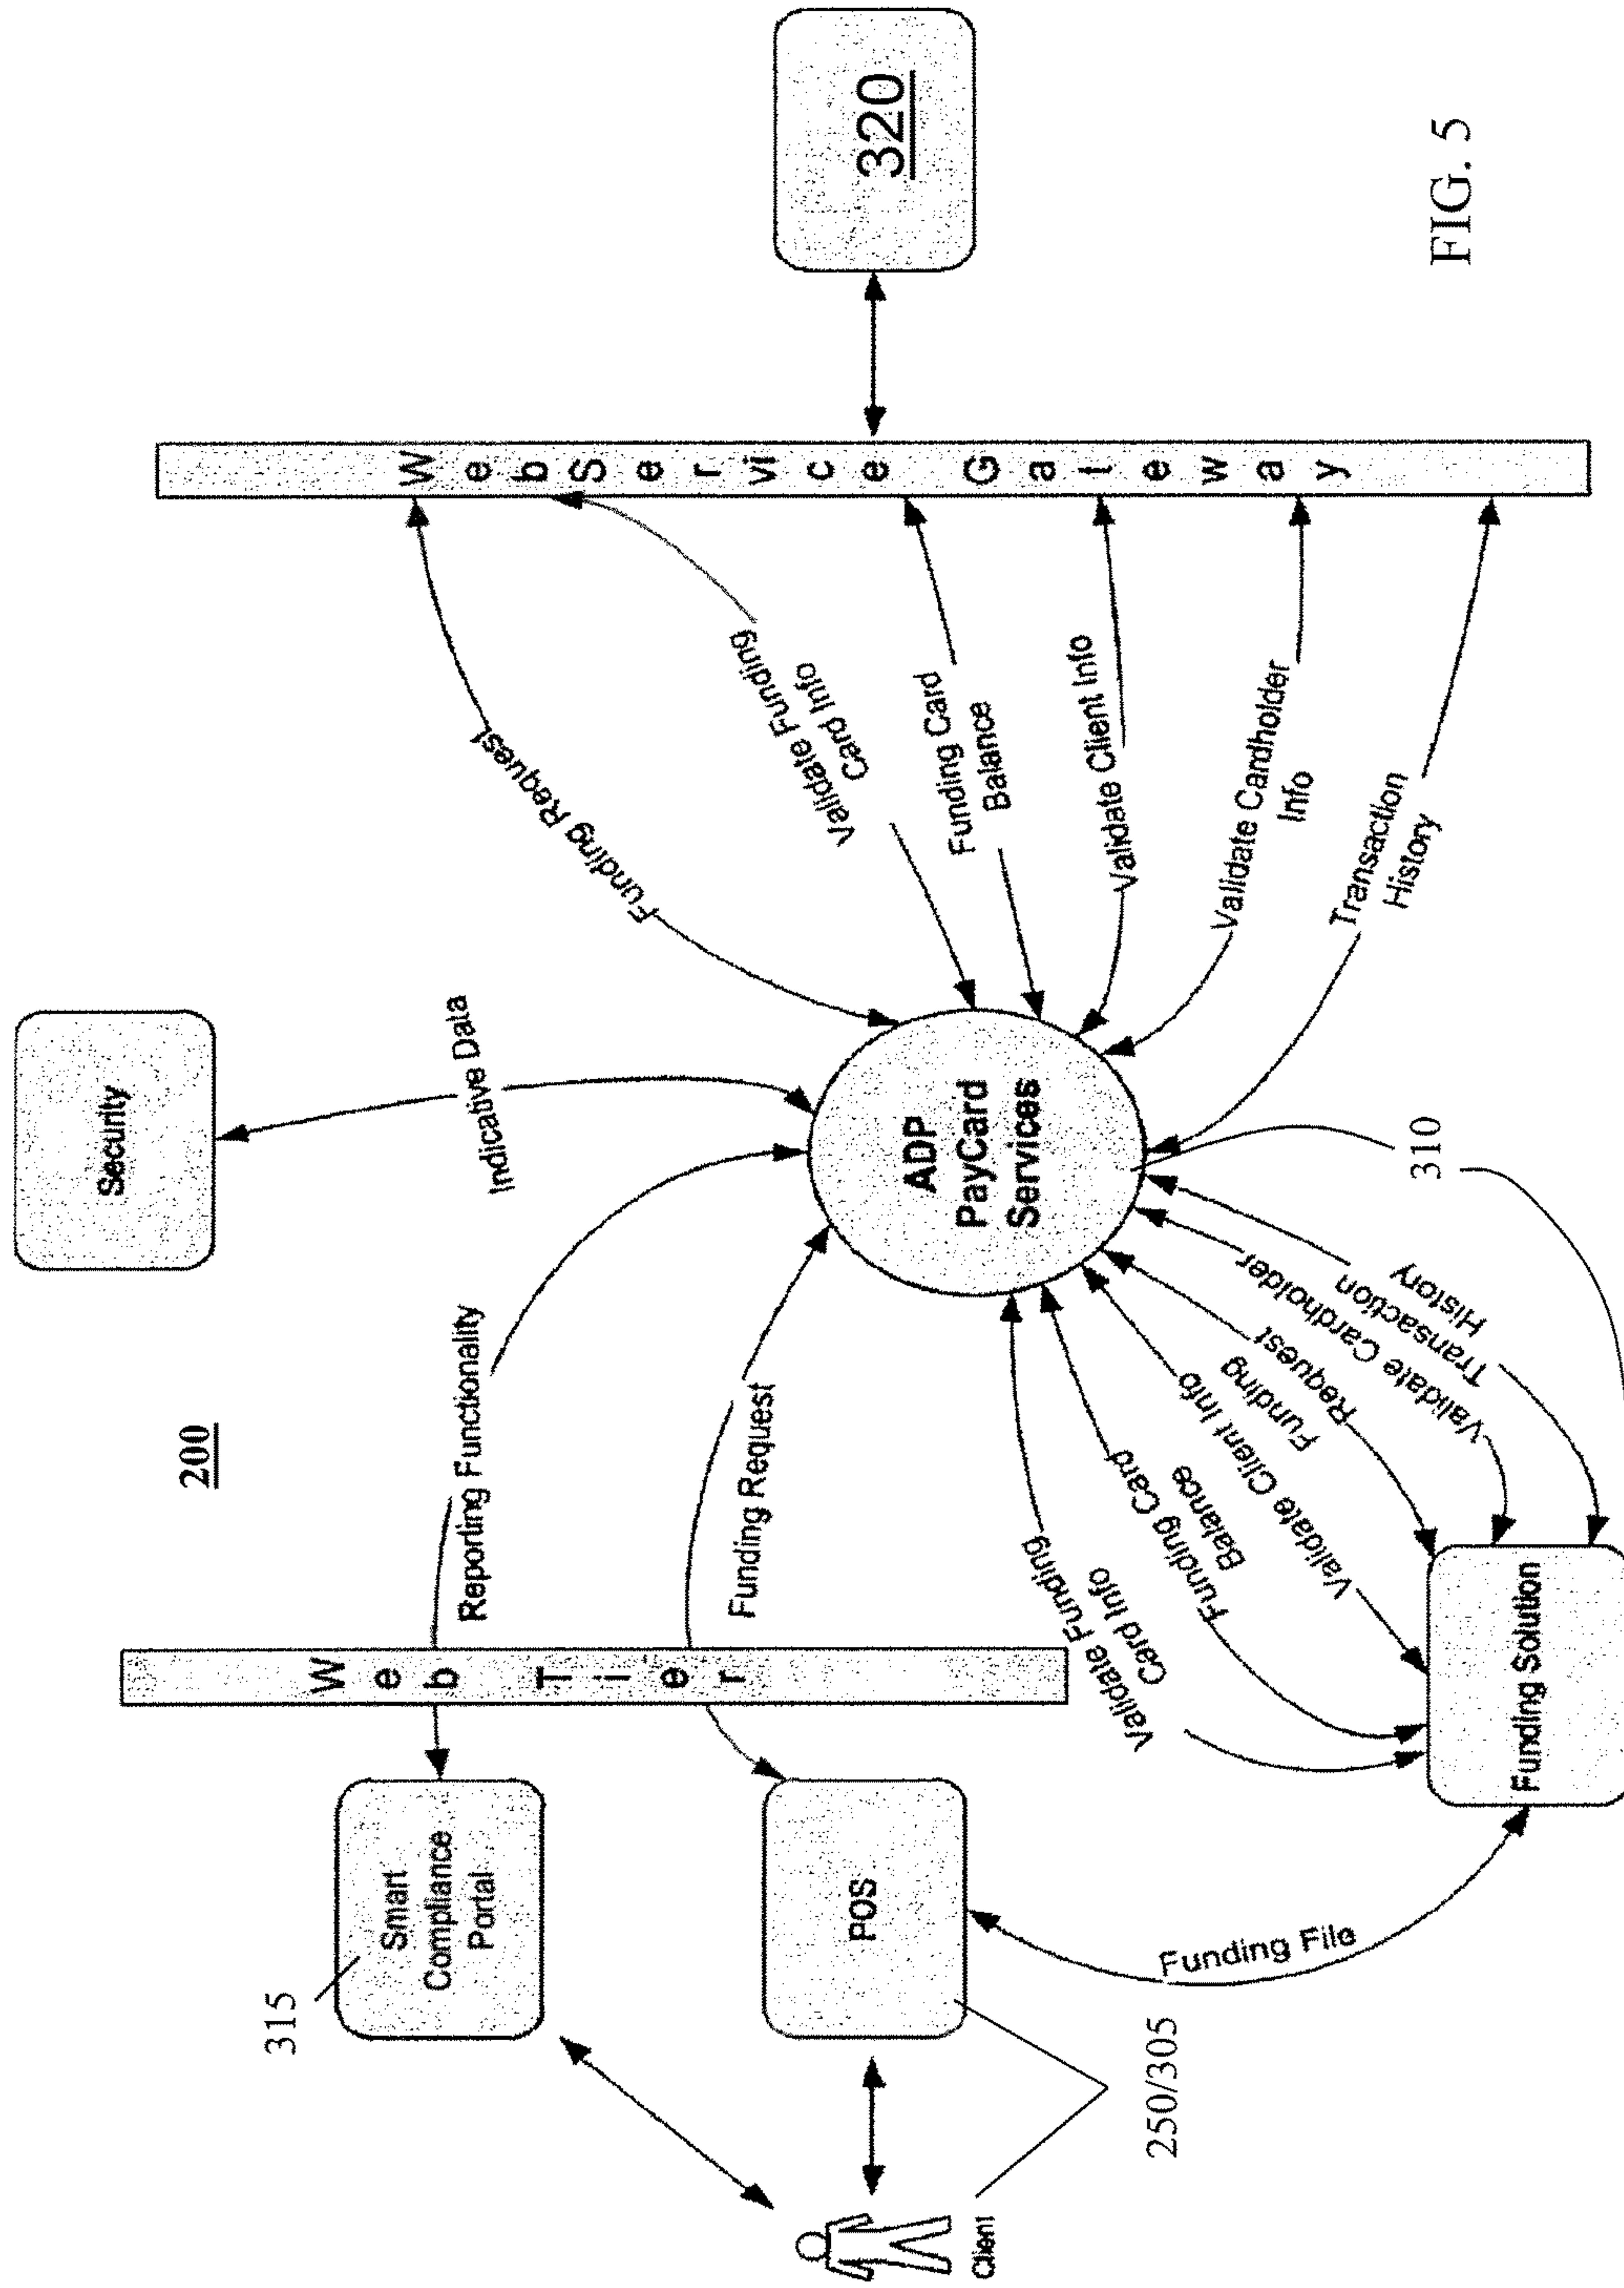 200
Security
Indicative Data
Reporting Functionality
Funding Request
Web Tier
315
Smart
Compliance
Portal
POS
Client
250/305
Funding File
Funding Solution
Validate Funding
Card Info
Funding Card
Balance
Validate Client Info
Funding
Request
Validate Cardholder
Transaction
History
310
ADP
PayCard
Services
Funding Request
Validate Funding
Card Info
Funding Card
Balance
Validate Client Info
Validate Cardholder
Info
Transaction
History
WebService Gateway
320
FIG. 5